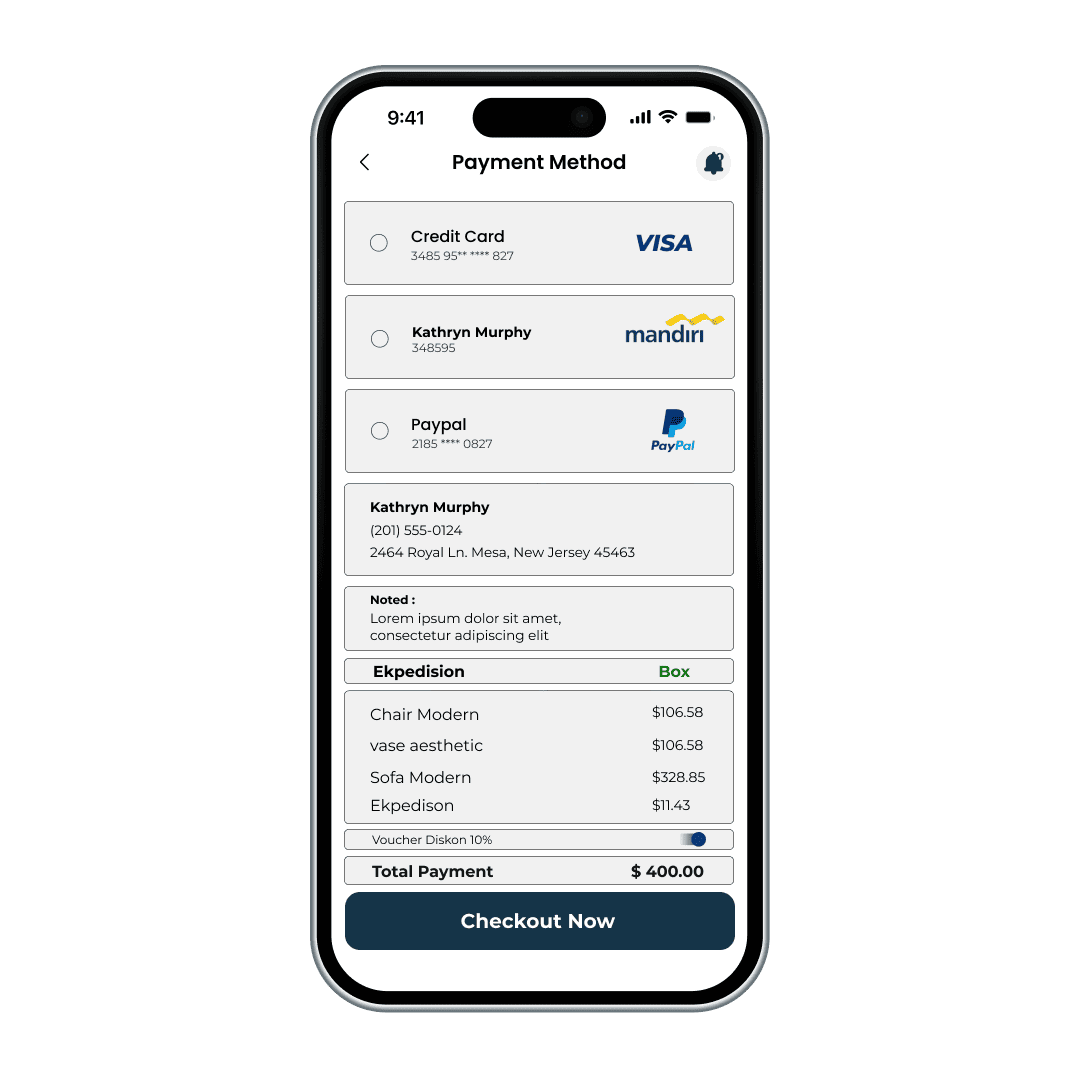 9:41
Payment Method
Credit Card
3485 95** **** 827
VISA
Kathryn Murphy
348595
mandırı
Paypal
2185 **** 0827
PayPal
Kathryn Murphy
(201) 555-0124
2464 Royal Ln. Mesa, New Jersey 45463
Noted :
Lorem ipsum dolor sit amet,
consectetur adipiscing elit
Ekpedision Box
Chair Modern $106.58
vase aesthetic $106.58
Sofa Modern $328.85
Ekpedison $11.43
Voucher Diskon 10%
Total Payment $ 400.00
Checkout Now